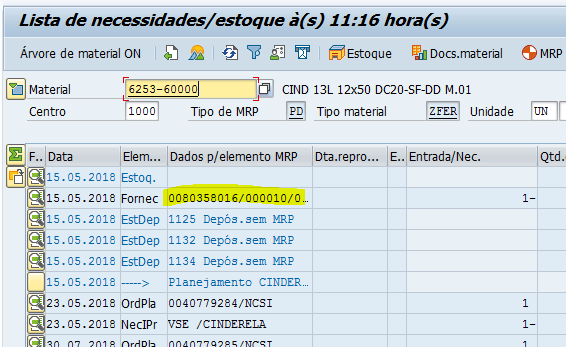 Lista de necessidades/estoque à(s) 11:16 hora(s)
Árvore de material ON Estoque Docs.material MRP
Material 6253-60000 CIND 13L 12x50 DC20-SF-DD M.01
Centro 1000 Tipo de MRP PD Tipo material ZFER Unidade UN
F.. Data Elem... Dados p/elemento MRP Dta.repro... E.. Entrada/Nec. Qtd.
15.05.2018 Estoq.
15.05.2018 Fornec 0080358016/000010/0...  1-
15.05.2018 EstDep 1125 Depós.sem MRP
15.05.2018 EstDep 1132 Depós.sem MRP
15.05.2018 EstDep 1134 Depós.sem MRP
15.05.2018 -----> Planejamento CINDER...
23.05.2018 OrdPla 0040779284/NCSI 1
23.05.2018 NecIPr VSE /CINDERELA 1-
30.07.2018 OrdPla 0040779285/NCSI 1